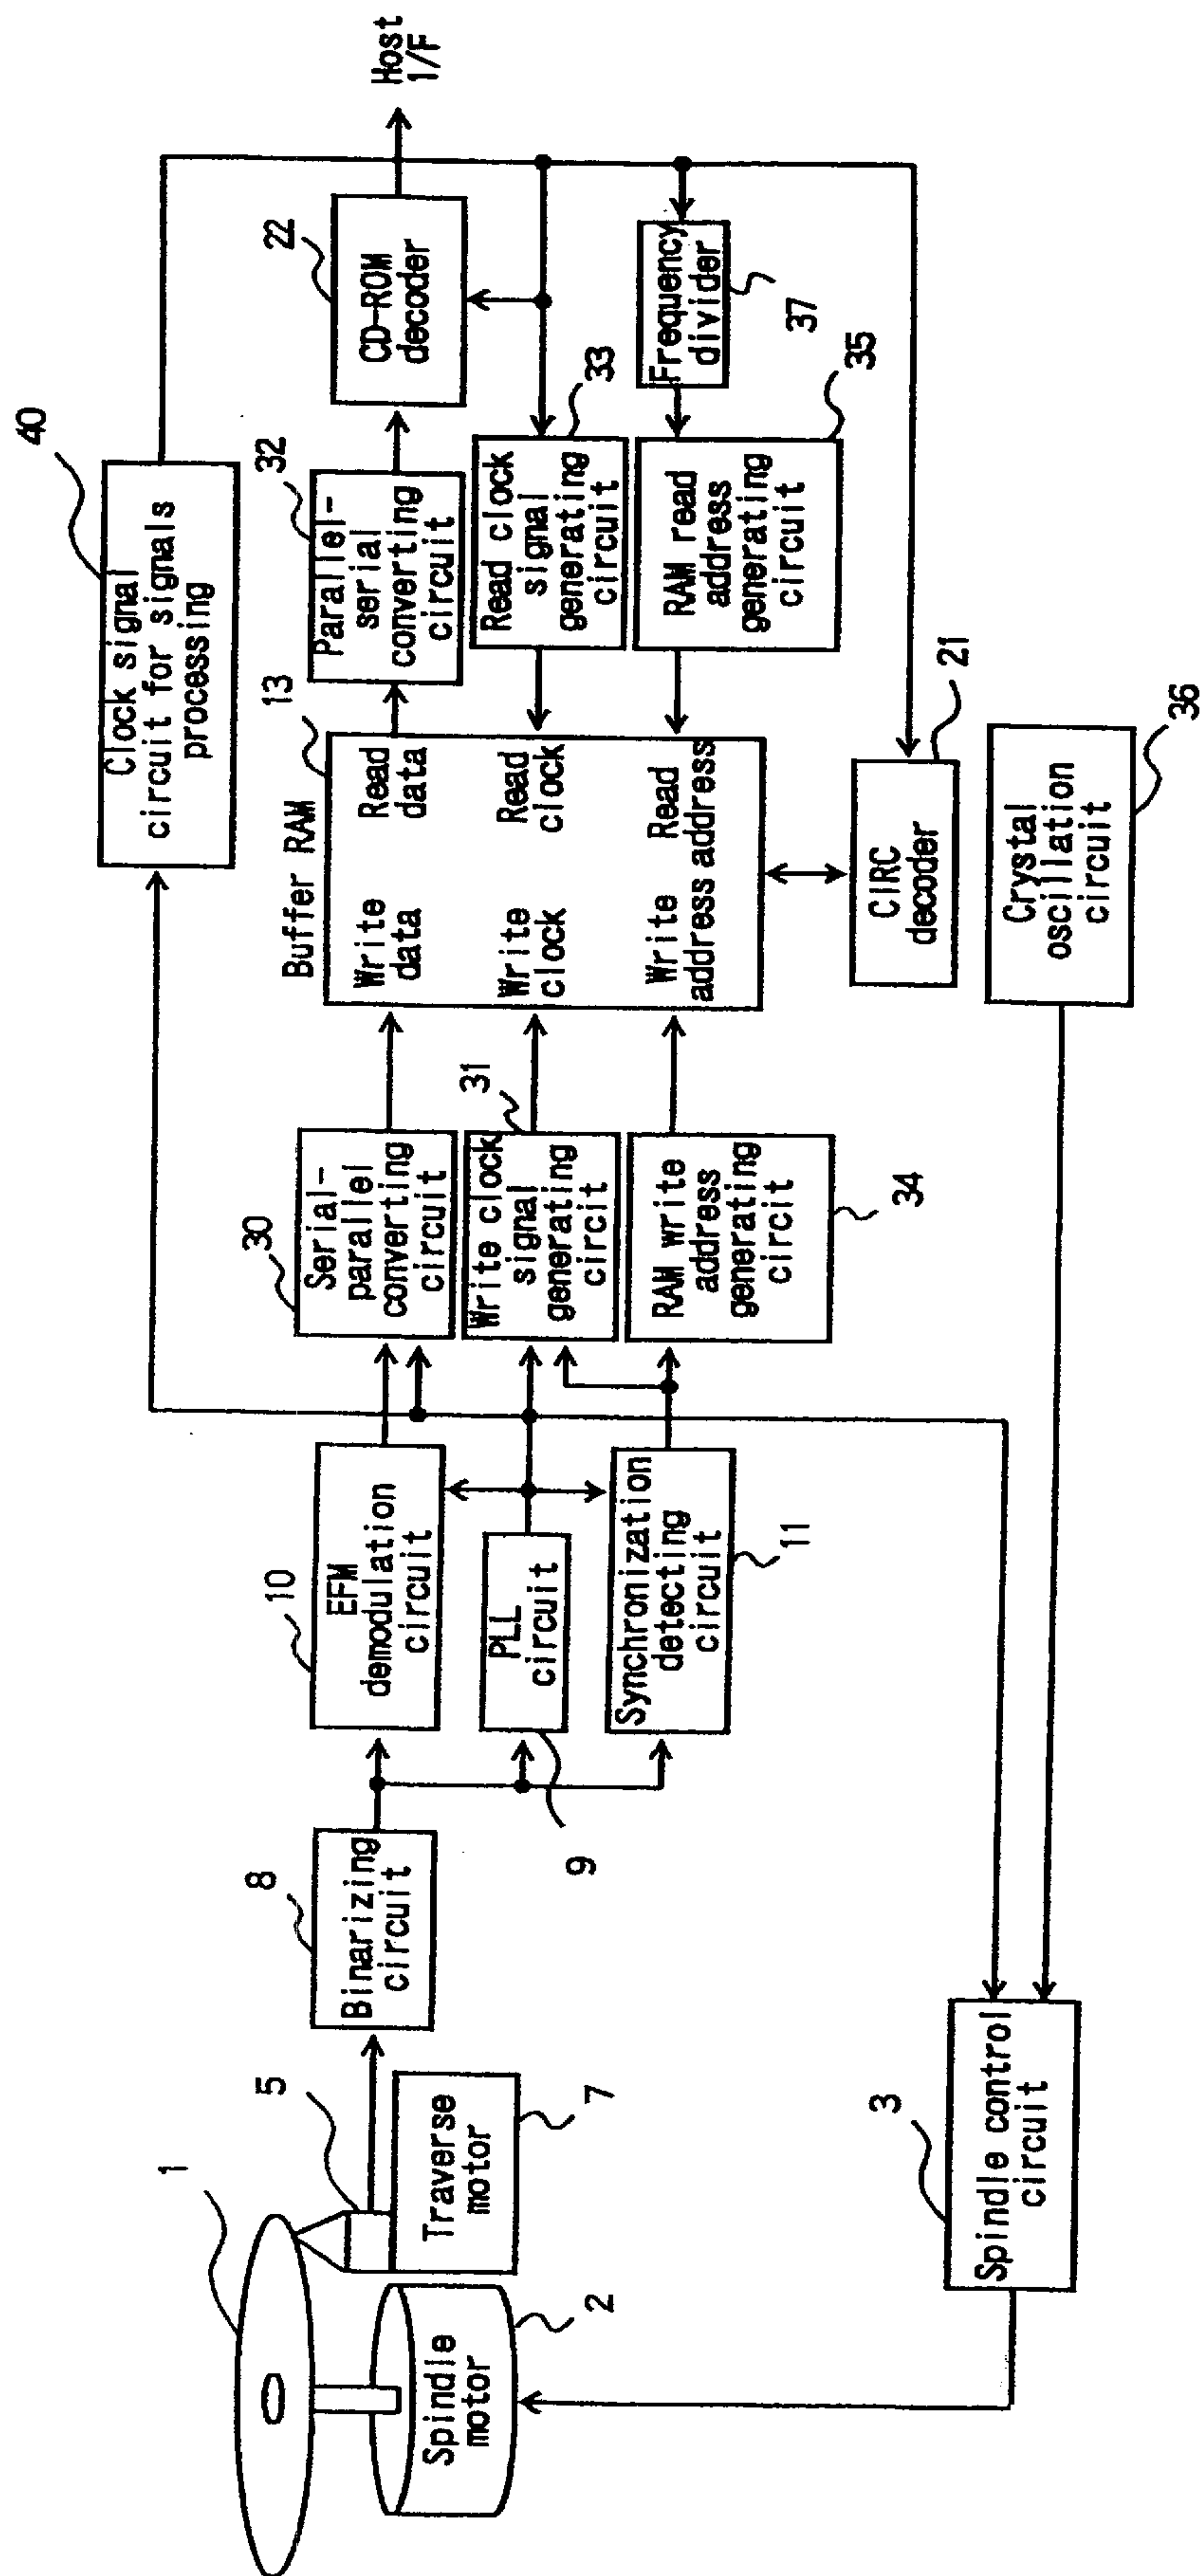 40
Clock signal
circuit for signals
processing
Host
I/F
22
CD-ROM
decoder
32
Parallel-
serial
converting
circuit
33
Read clock
signal
generating
circuit
Frequency
divider
37
RAM read
address
generating
circuit
35
13
Buffer RAM
Write
data
Read
data
Write
clock
Read
clock
Write
address
Read
address
21
CIRC
decoder
Crystal
oscillation
circuit
36
30
Serial-
parallel
converting
circuit
31
Write clock
signal
generating
circit
RAM write
address
generating
circit
34
10
EFM
demodulation
circuit
PLL
circuit
9
Synchronization
detecting
circuit
11
8
Binarizing
circuit
1
5
Traverse
motor
7
Spindle
motor
2
3
Spindle control
circuit